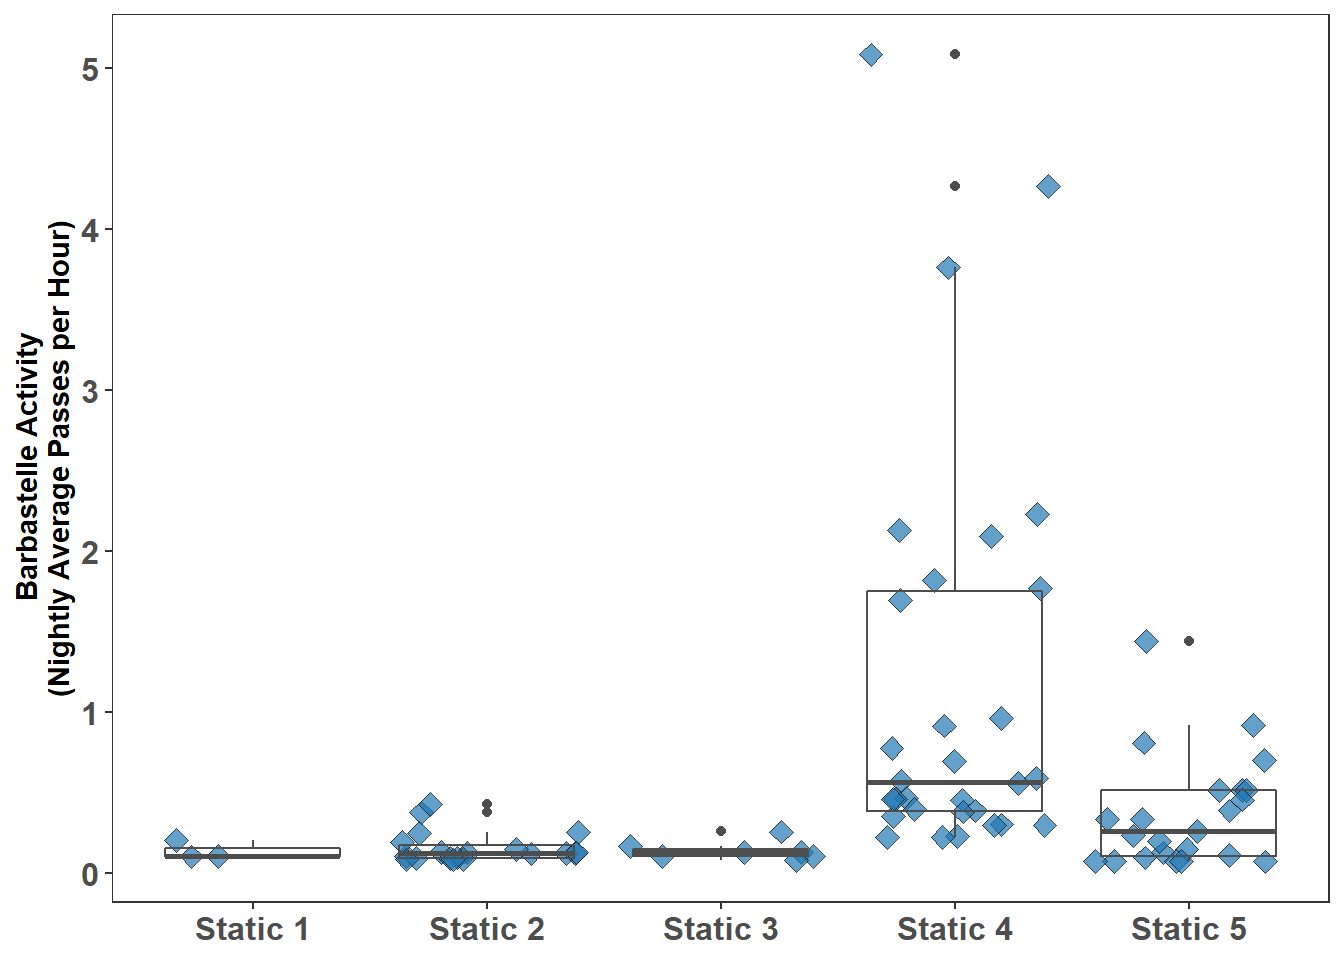 Barbastelle Activity
(Nightly Average Passes per Hour)
5
4
3
2
1
0
Static 1
Static 2
Static 3
Static 4
Static 5